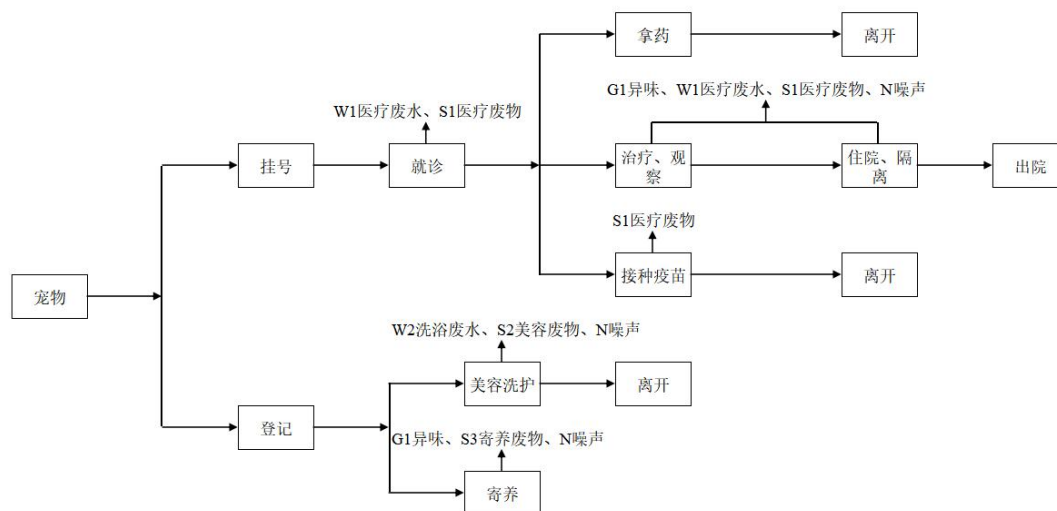 拿药
离开
G1异味、W1医疗废水、S1医疗废物、N噪声
W1医疗废水、S1医疗废物
挂号
就诊
治疗、观
察
住院、隔
离
出院
S1医疗废物
接种疫苗
离开
宠物
W2洗浴废水、S2美容废物、N噪声
美容洗护
离开
登记
G1异味、S3寄养废物、N噪声
寄养